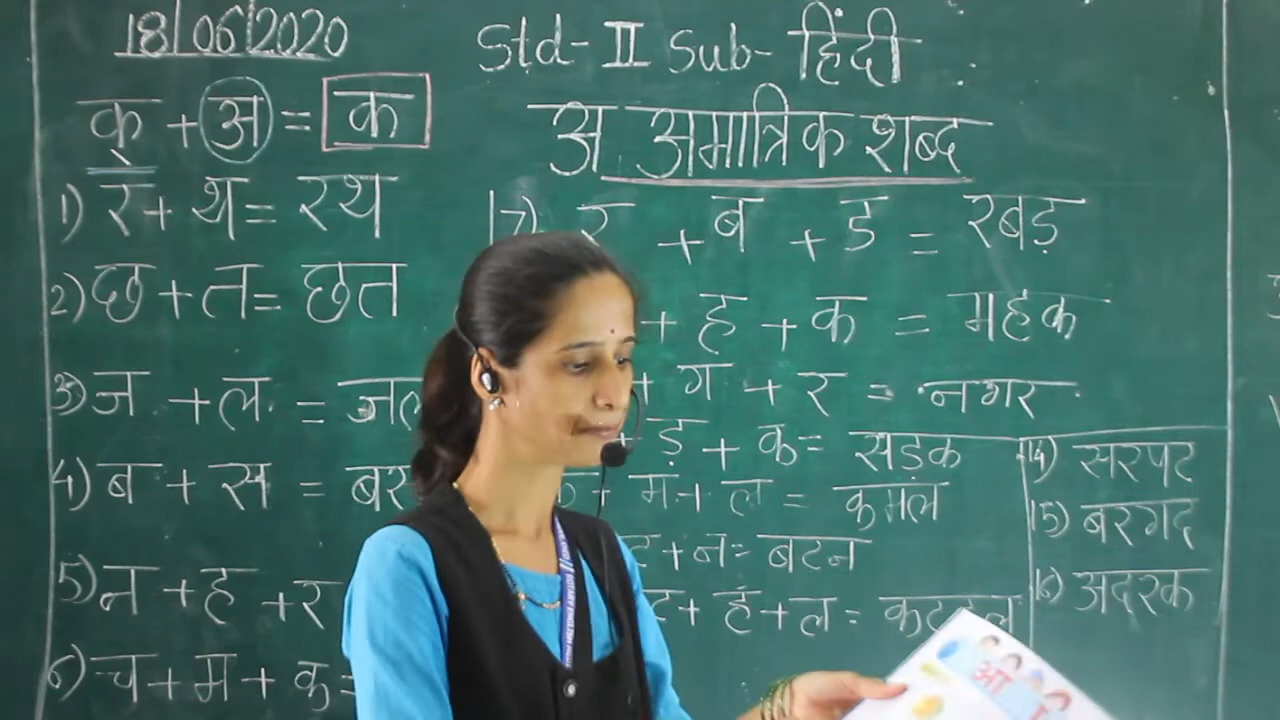 18/06/2020
Std- II Sub- हिंदी
क् + अ = क
अ अमात्रिक शब्द
1) र + थ = रथ
2) छ + त = छत
3) ज + ल = जल
4) ब + स = बस
5) न + ह + र
6) च + म + क =
17) र + ब + ड = रबड़
+ ह + क = महक
+ ग + र = नगर
+ ड़ + क = सड़क
+ म + ल = कमल
ट + न = बटन
ट + ह + ल = कटहल
14) सरपट
15) बरगद
16) अदरक